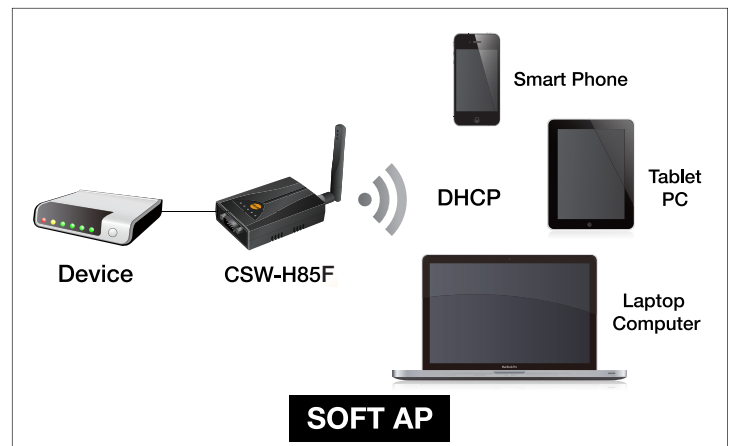 Smart Phone
Tablet
PC
DHCP
Device
CSW-H85F
Laptop
Computer
SOFT AP